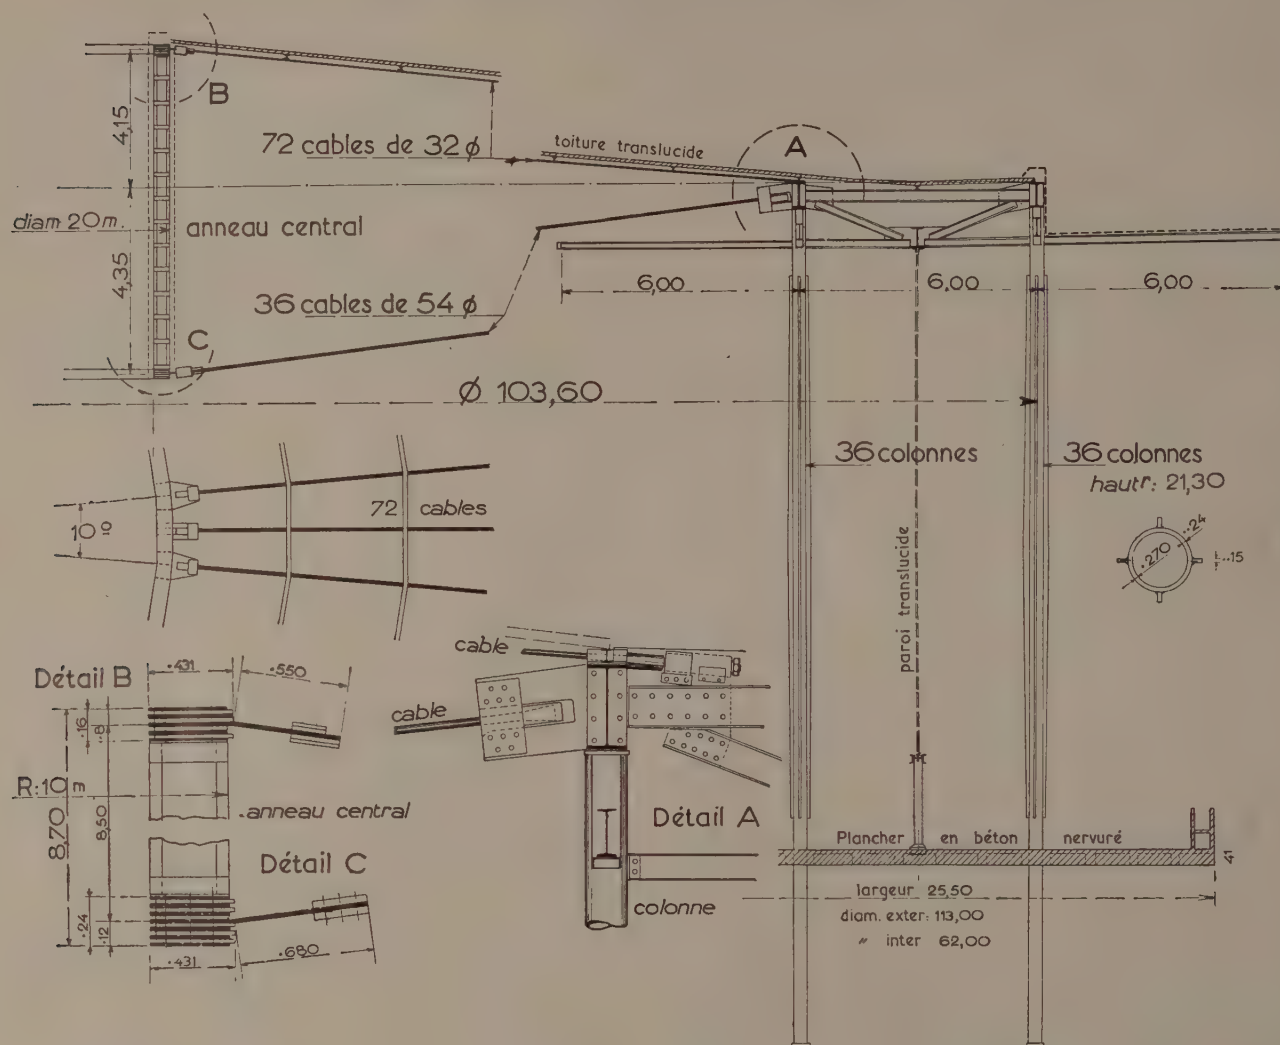 B
4,15
72 cables de 32 ϕ
toiture translucide
A
diam 20 m.
anneau central
4,35
6,00
6,00
6,00
36 cables de 54 ϕ
C
Ø 103,60
36 colonnes
36 colonnes
hautr: 21,30
72 cables
10º
.24
.270
..15
paroi translucide
cable
Détail B
.431
.550
cable
.16
.8
R:10 m
anneau central
8,70
8,50
Détail A
Plancher en béton nervuré
41
Détail C
largeur 25,50
colonne
diam. exter: 113,00
" inter 62,00
.24
.12
.431
.680